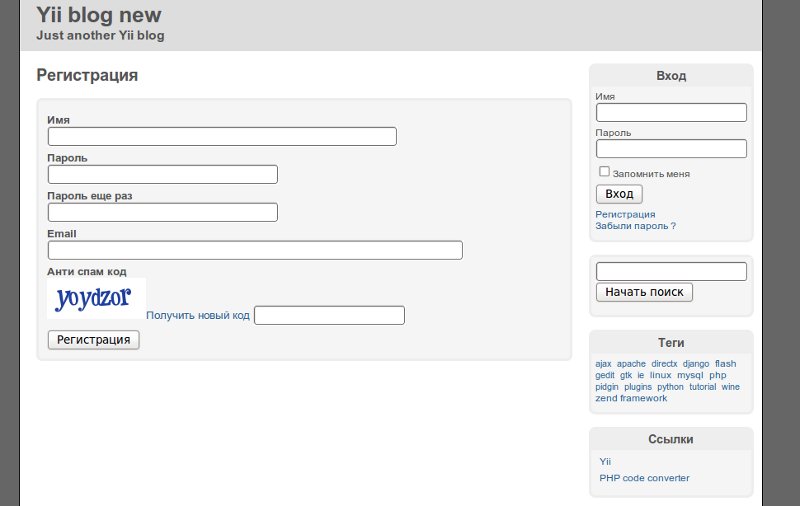 Yii blog new
Just another Yii blog
Регистрация
Имя
Пароль
Пароль еще раз
Email
Анти спам код
yoydzor
Получить новый код
Регистрация
Вход
Имя
Пароль
Запомнить меня
Вход
Регистрация
Забыли пароль ?
Начать поиск
Теги
ajax apache directx django flash
gedit gtk ie linux mysql php
pidgin plugins python tutorial wine
zend framework
Ссылки
Yii
PHP code converter